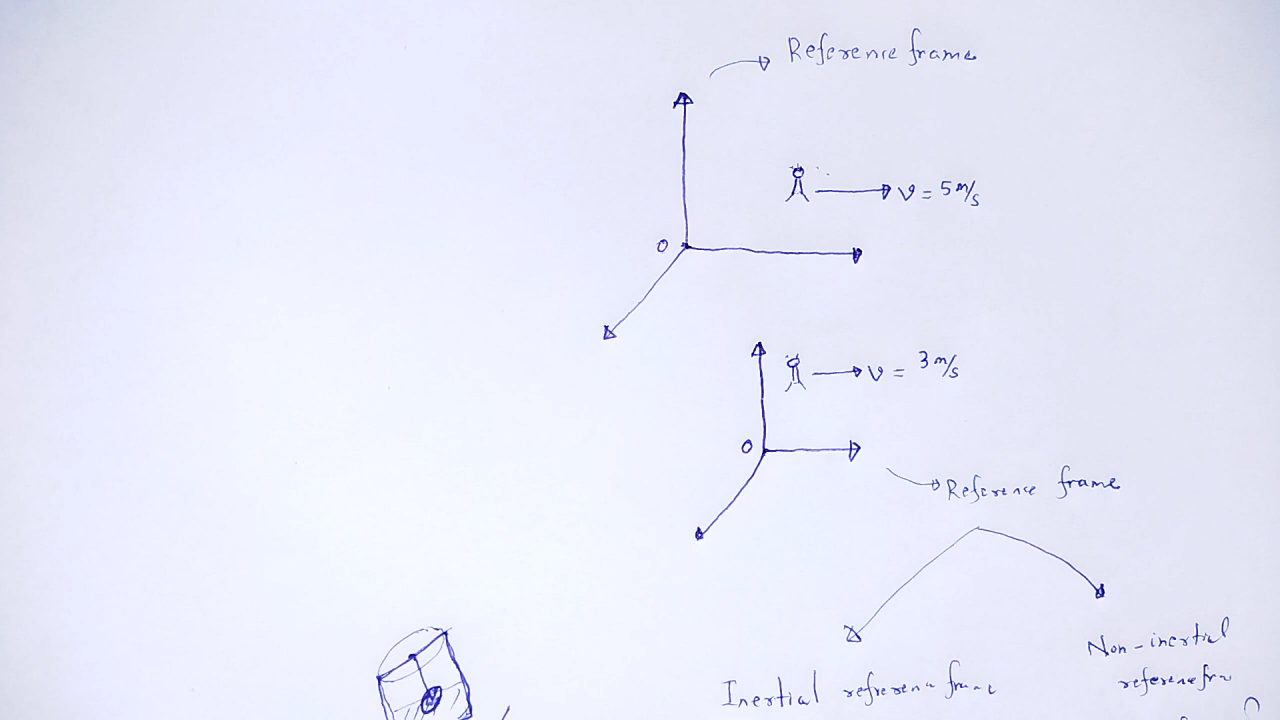 Reference frame
v = 5 m/s
O
v = 3 m/s
O
Reference frame
Non-inertial
Inertial